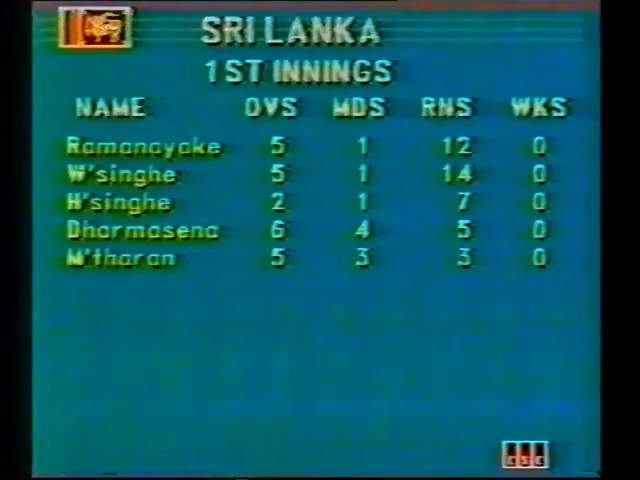 SRI LANKA
1ST INNINGS
NAME OVS MDS RNS WKS
Ramanayake 5 1 12 0
W'singhe 5 1 14 0
H'singhe 2 1 7 0
Dharmasena 6 4 5 0
M'tharan 5 3 3 0